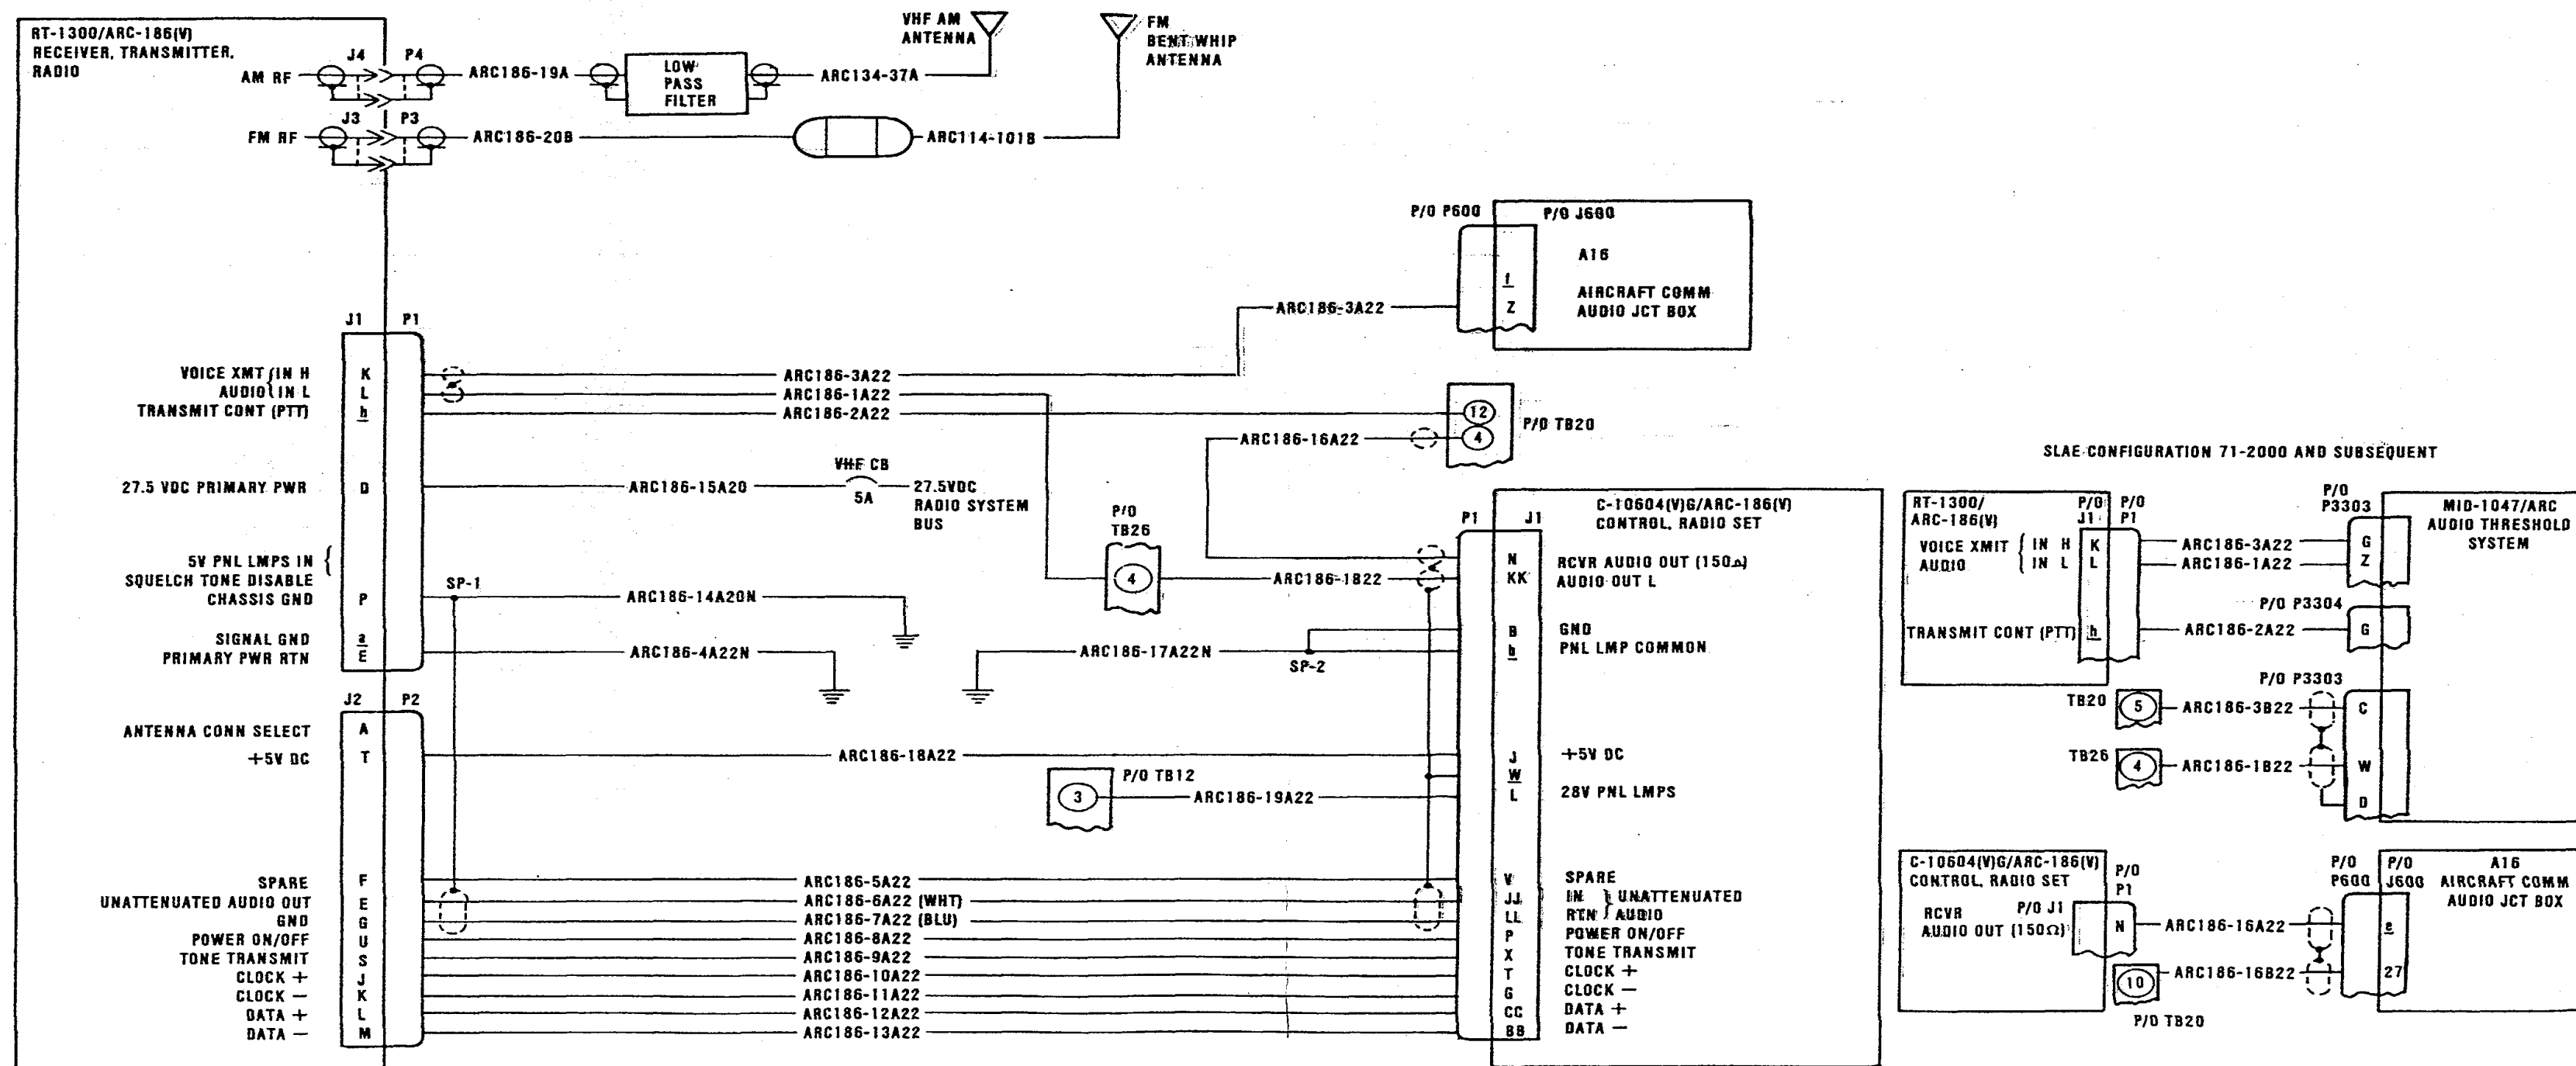 RT-1300/ARC-186(V)
RECEIVER, TRANSMITTER,
RADIO
AM RF
J4
P4
ARC186-19A
LOW
PASS
FILTER
ARC134-37A
VHF AM
ANTENNA
FM
BENT WHIP
ANTENNA
FM RF
J3
P3
ARC186-20B
ARC114-101B
P/O P600
P/O J600
A16
f
Z
AIRCRAFT COMM
AUDIO JCT BOX
ARC186-3A22
J1
P1
VOICE XMT { IN H
AUDIO { IN L
TRANSMIT CONT (PTT)
K
L
h
ARC186-3A22
ARC186-1A22
ARC186-2A22
12
4
P/O TB20
ARC186-16A22
27.5 VDC PRIMARY PWR
D
ARC186-15A20
VHF CB
5A
27.5VDC
RADIO SYSTEM
BUS
5V PNL LMPS IN {
SQUELCH TONE DISABLE
CHASSIS GND
P
SP-1
ARC186-14A20N
SIGNAL GND
PRIMARY PWR RTN
a
E
ARC186-4A22N
P/O
TB26
4
ARC186-1B22
ARC186-17A22N
SP-2
P1
J1
C-10604(V)G/ARC-186(V)
CONTROL, RADIO SET
N RCVR AUDIO OUT (150Ω)
KK AUDIO OUT L
B GND
b PNL LMP COMMON
J +5V DC
W
L 28V PNL LMPS
J2
P2
ANTENNA CONN SELECT A
+5V DC T
ARC186-18A22
3
P/O TB12
ARC186-19A22
SPARE F ARC186-5A22 V SPARE
UNATTENUATED AUDIO OUT E ARC186-6A22 (WHT) JJ IN } UNATTENUATED
GND G ARC186-7A22 (BLU) LL RTN } AUDIO
POWER ON/OFF U ARC186-8A22 P POWER ON/OFF
TONE TRANSMIT S ARC186-9A22 X TONE TRANSMIT
CLOCK + J ARC186-10A22 T CLOCK +
CLOCK − K ARC186-11A22 G CLOCK −
DATA + L ARC186-12A22 CC DATA +
DATA − M ARC186-13A22 BB DATA −
SLAE CONFIGURATION 71-2000 AND SUBSEQUENT
RT-1300/
ARC-186(V)
P/O
J1
P/O
P1
P/O
P3303
MID-1047/ARC
AUDIO THRESHOLD
SYSTEM
VOICE XMIT { IN H K ARC186-3A22 G
AUDIO { IN L L ARC186-1A22 Z
P/O P3304
TRANSMIT CONT (PTT) h ARC186-2A22 G
P/O P3303
TB20 5 ARC186-3B22 C
TB26 4 ARC186-1B22 W
D
C-10604(V)G/ARC-186(V)
CONTROL, RADIO SET
P/O
P1
P/O J1
RCVR
AUDIO OUT (150Ω)
N
ARC186-16A22
P/O
P600
P/O
J600
A16
AIRCRAFT COMM
AUDIO JCT BOX
e
10
ARC186-16B22
27
P/O TB20